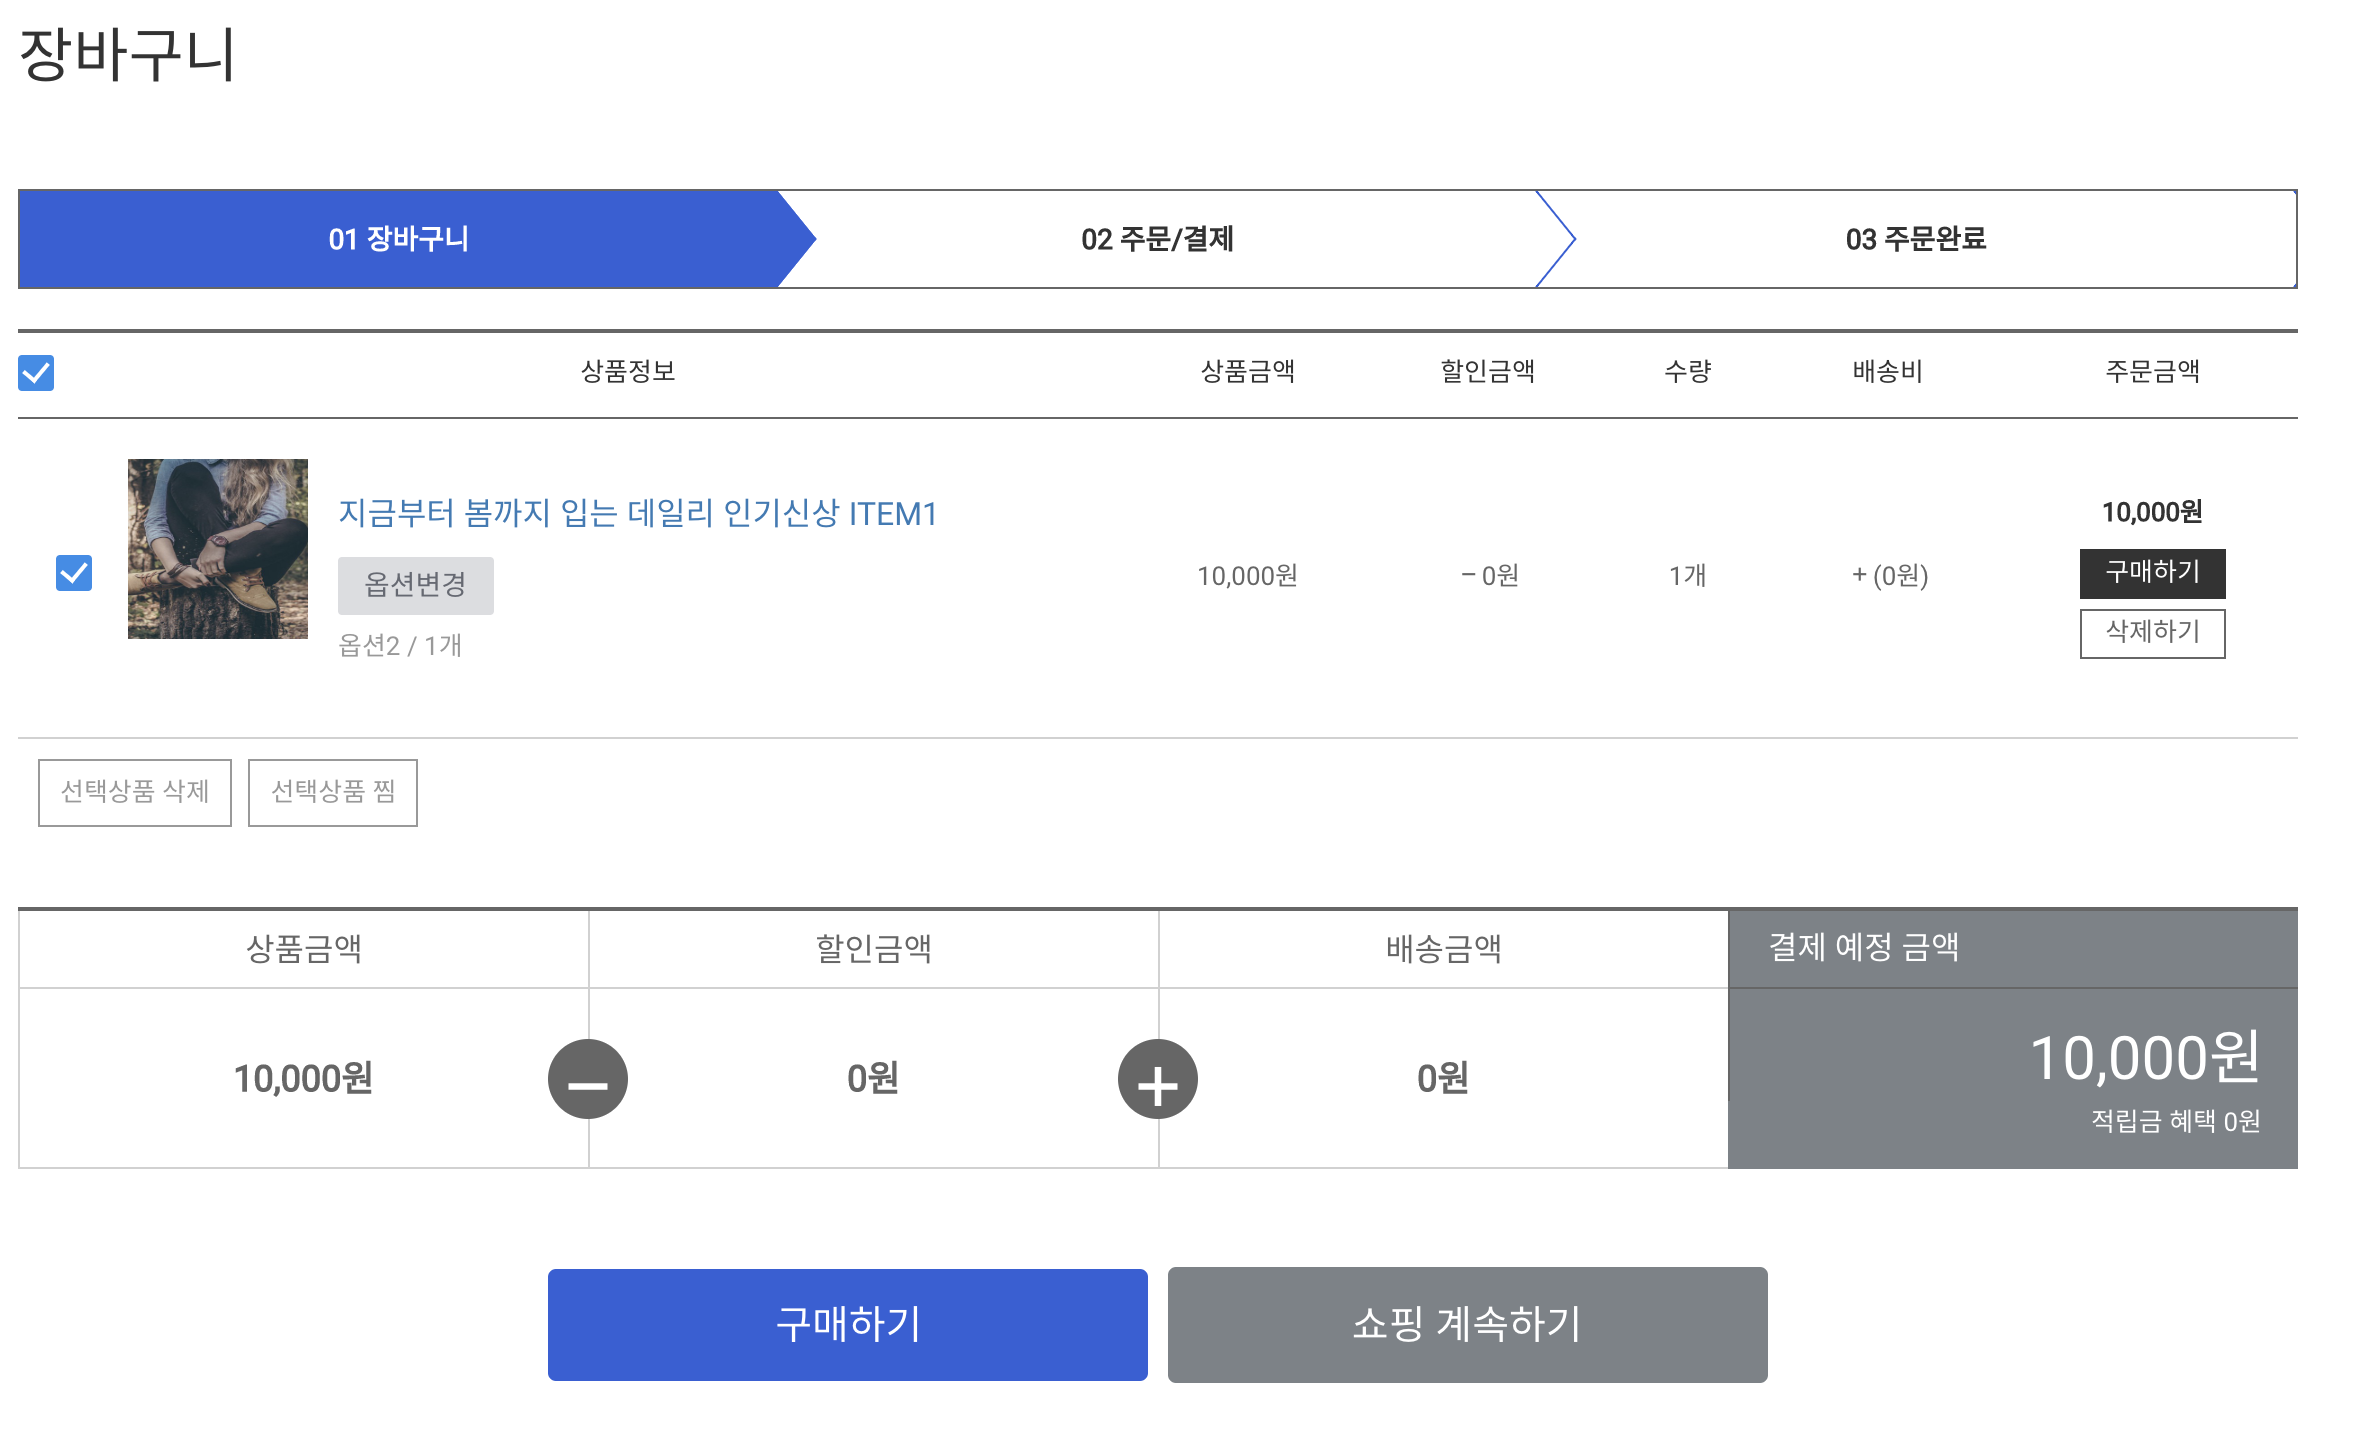 장바구니
01 장바구니
02 주문/결제
03 주문완료
상품정보
상품금액
할인금액
수량
배송비
주문금액
지금부터 봄까지 입는 데일리 인기신상 ITEM1
옵션변경
옵션2 / 1개
10,000원
− 0원
1개
+ (0원)
10,000원
구매하기
삭제하기
선택상품 삭제
선택상품 찜
상품금액
할인금액
배송금액
결제 예정 금액
10,000원
−
0원
+
0원
10,000원
적립금 혜택 0원
구매하기
쇼핑 계속하기